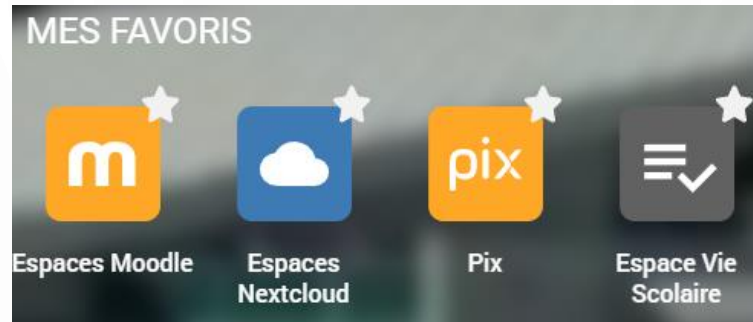 MES FAVORIS
m
pix
Espaces Moodle
Espaces
Nextcloud
Pix
Espace Vie
Scolaire